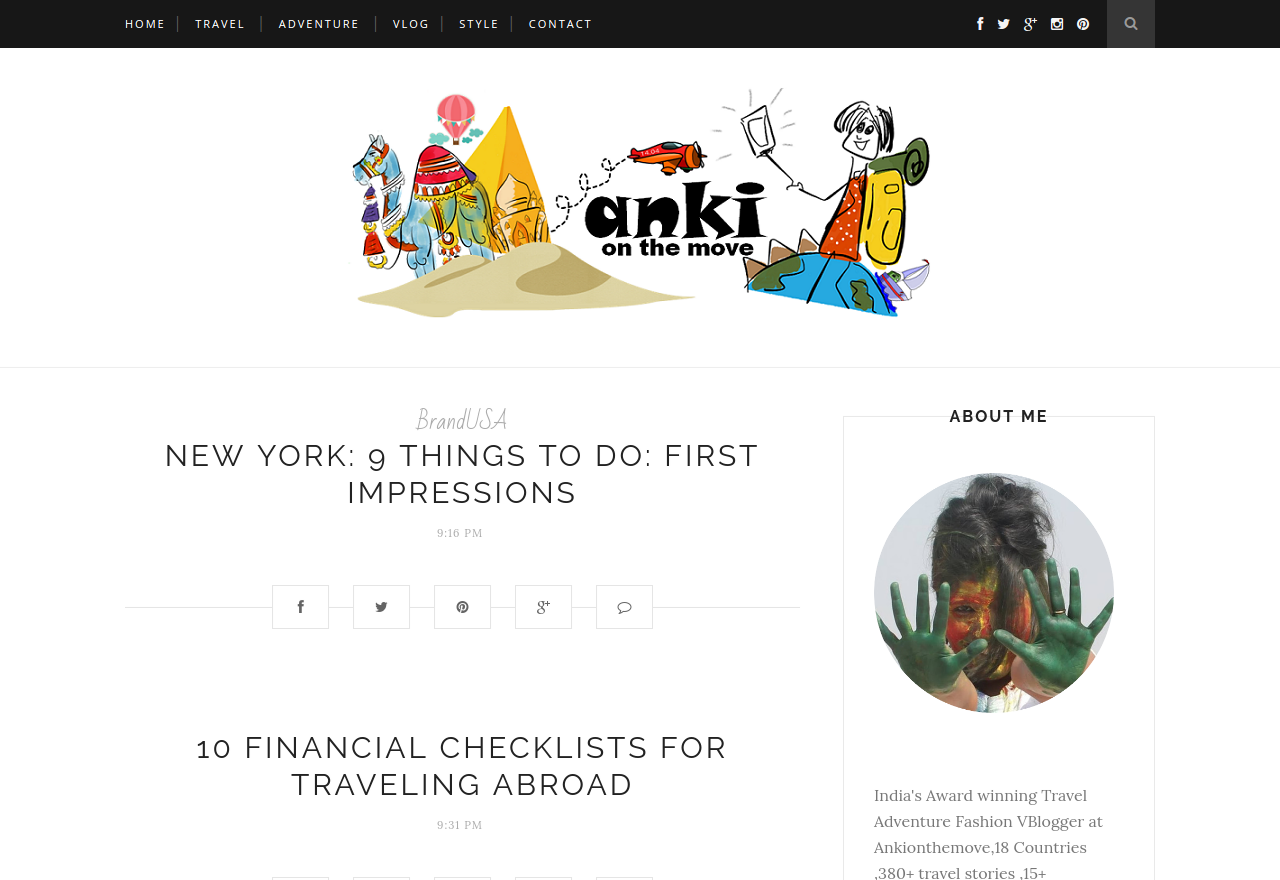 HOME | TRAVEL | ADVENTURE | VLOG | STYLE | CONTACT
14.04
anki
on the move
BrandUSA
NEW YORK: 9 THINGS TO DO: FIRST
IMPRESSIONS
9:16 PM
10 FINANCIAL CHECKLISTS FOR
TRAVELING ABROAD
9:31 PM
ABOUT ME
India's Award winning Travel
Adventure Fashion VBlogger at
Ankionthemove,18 Countries
,380+ travel stories ,15+